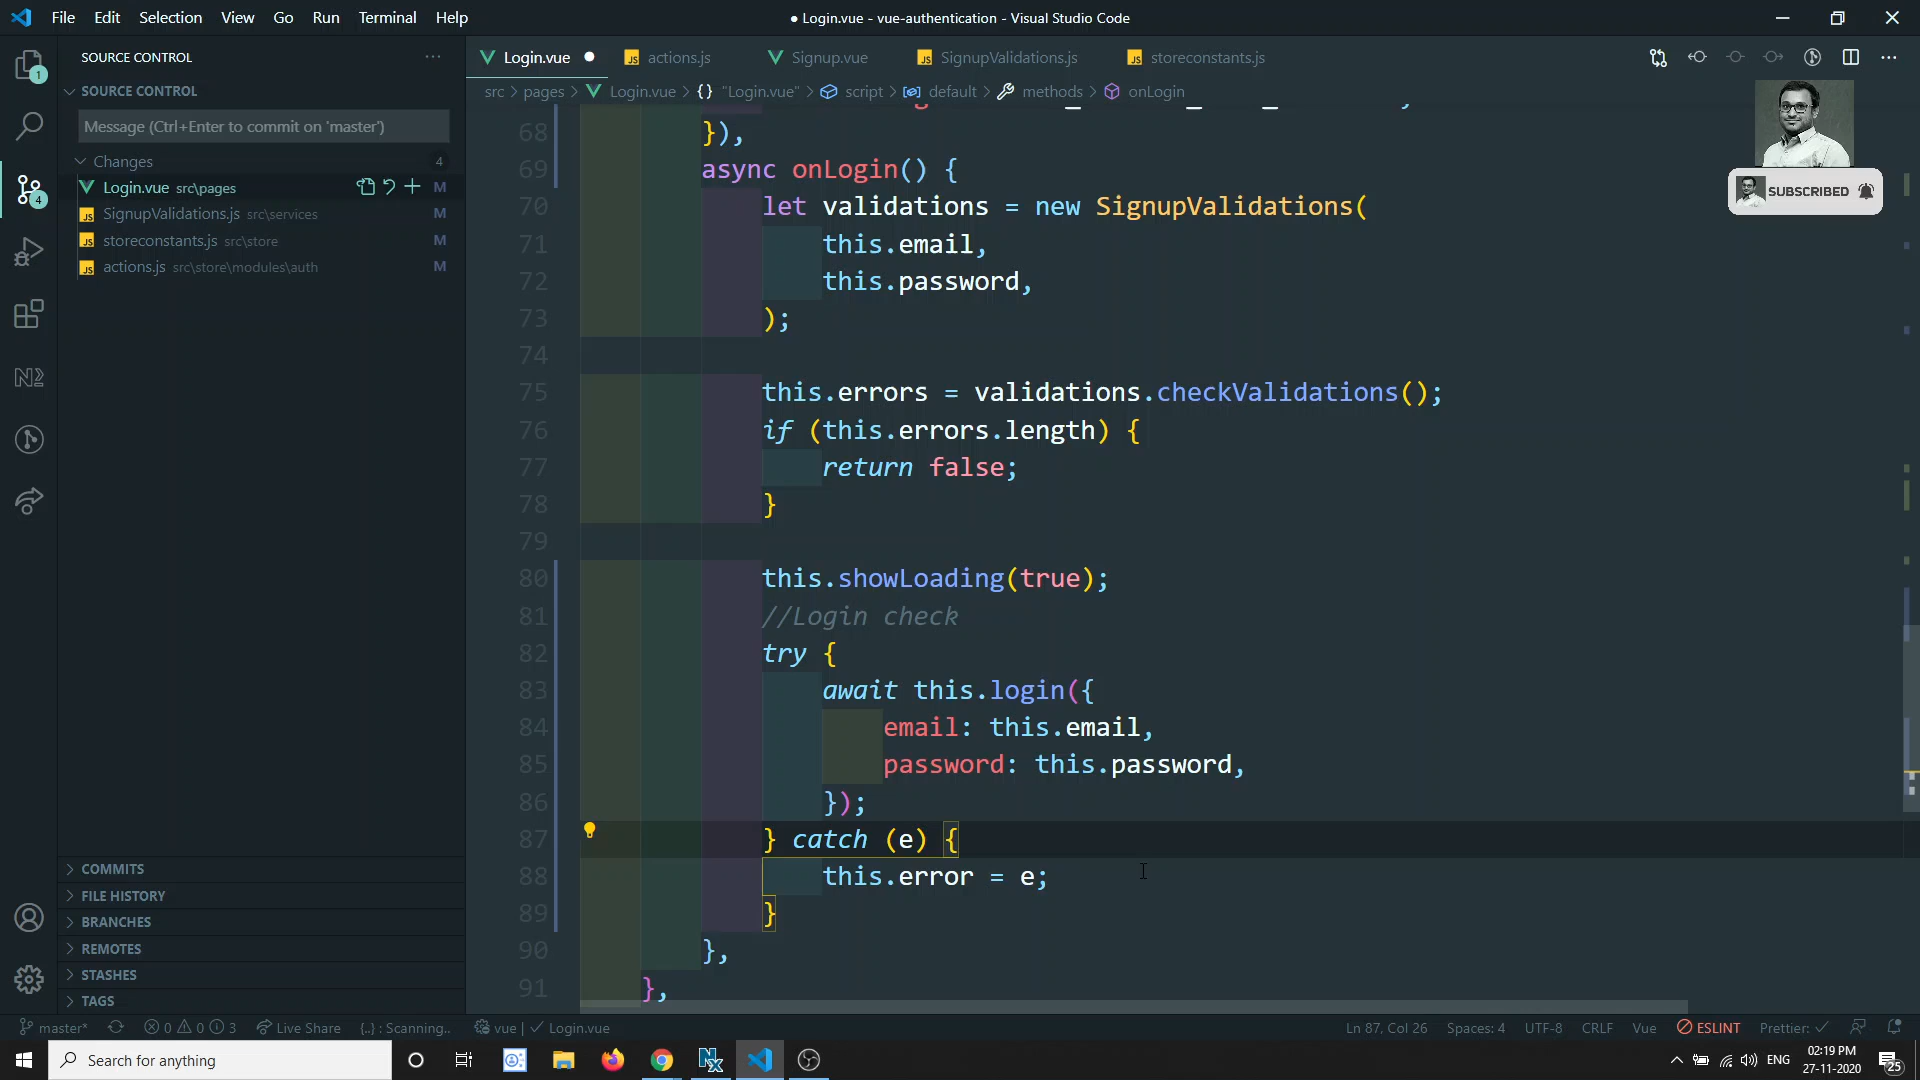 File Edit Selection View Go Run Terminal Help
● Login.vue - vue-authentication - Visual Studio Code
SOURCE CONTROL
SOURCE CONTROL
Message (Ctrl+Enter to commit on 'master')
Changes 4
Login.vue src\pages M
SignupValidations.js src\services M
storeconstants.js src\store M
actions.js src\store\modules\auth M
COMMITS
FILE HISTORY
BRANCHES
REMOTES
STASHES
TAGS
1
4
Login.vue ● JS actions.js Signup.vue JS SignupValidations.js JS storeconstants.js
src > pages > Login.vue > {} "Login.vue" > script > default > methods > onLogin
68 }),
69 async onLogin() {
70 let validations = new SignupValidations(
71 this.email,
72 this.password,
73 );
74
75 this.errors = validations.checkValidations();
76 if (this.errors.length) {
77 return false;
78 }
79
80 this.showLoading(true);
81 //Login check
82 try {
83 await this.login({
84 email: this.email,
85 password: this.password,
86 });
87 } catch (e) {
88 this.error = e;
89 }
90 },
91 },
SUBSCRIBED
master* 0 0 3 Live Share {..} : Scanning.. vue | ✓ Login.vue
Ln 87, Col 26 Spaces: 4 UTF-8 CRLF Vue ESLINT Prettier: ✓
Search for anything
ENG
02:19 PM
27-11-2020
25